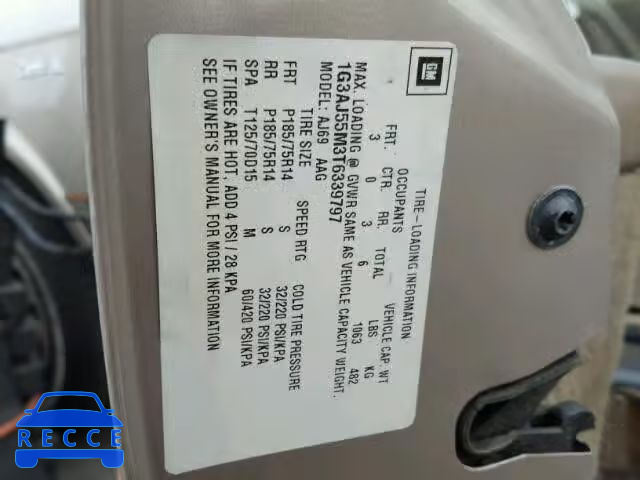 GM
TIRE-LOADING INFORMATION
OCCUPANTS VEHICLE CAP. WT
FRT. CTR. RR. TOTAL LBS KG
3 0 3 6 1063 482
MAX. LOADING @ GVWR SAME AS VEHICLE CAPACITY WEIGHT.
1G3AJ55M3T6339797
MODEL: AJ69 AAG
TIRE SIZE SPEED RTG COLD TIRE PRESSURE
FRT P185/75R14 S 32/220 PSI/KPA
RR P185/75R14 S 32/220 PSI/KPA
SPA T125/70D15 M 60/420 PSI/KPA
IF TIRES ARE HOT, ADD 4 PSI / 28 KPA
SEE OWNER'S MANUAL FOR MORE INFORMATION
RECCE